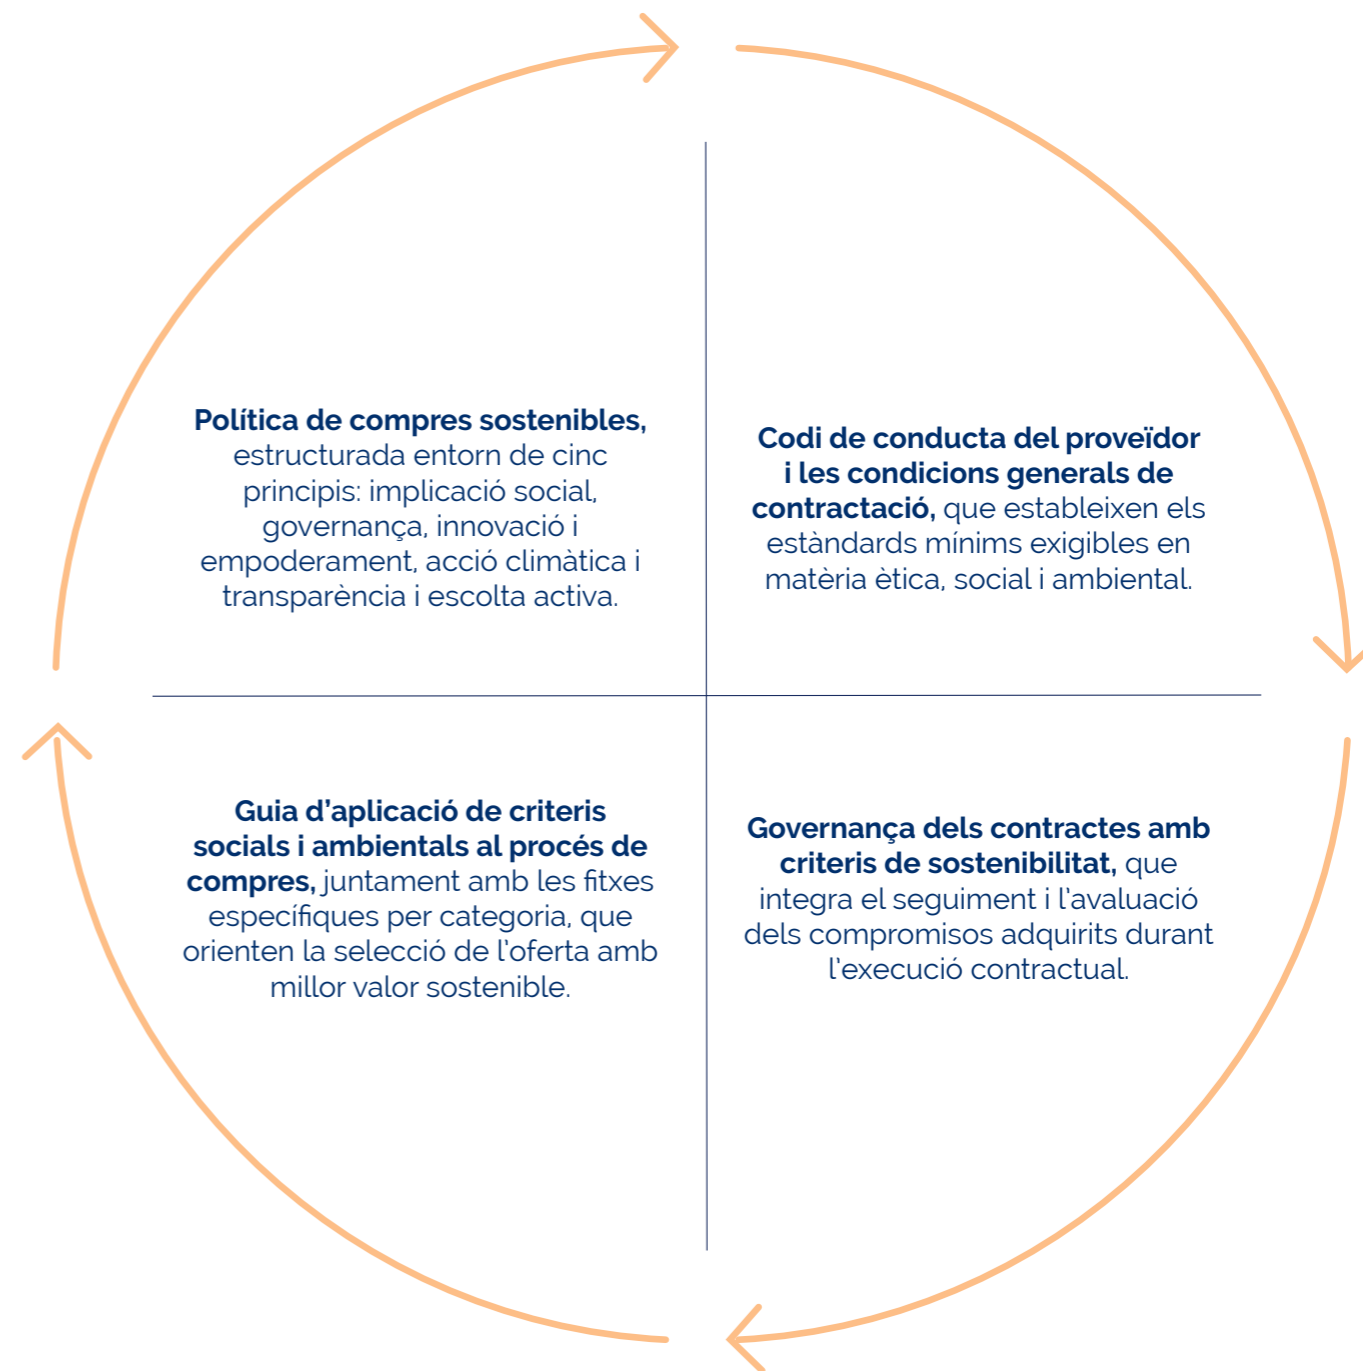 Política de compres sostenibles,
estructurada entorn de cinc
principis: implicació social,
governança, innovació i
empoderament, acció climàtica i
transparència i escolta activa.
Codi de conducta del proveïdor
i les condicions generals de
contractació, que estableixen els
estàndards mínims exigibles en
matèria ètica, social i ambiental.
Guia d'aplicació de criteris
socials i ambientals al procés de
compres, juntament amb les fitxes
específiques per categoria, que
orienten la selecció de l'oferta amb
millor valor sostenible.
Governança dels contractes amb
criteris de sostenibilitat, que
integra el seguiment i l'avaluació
dels compromisos adquirits durant
l'execució contractual.